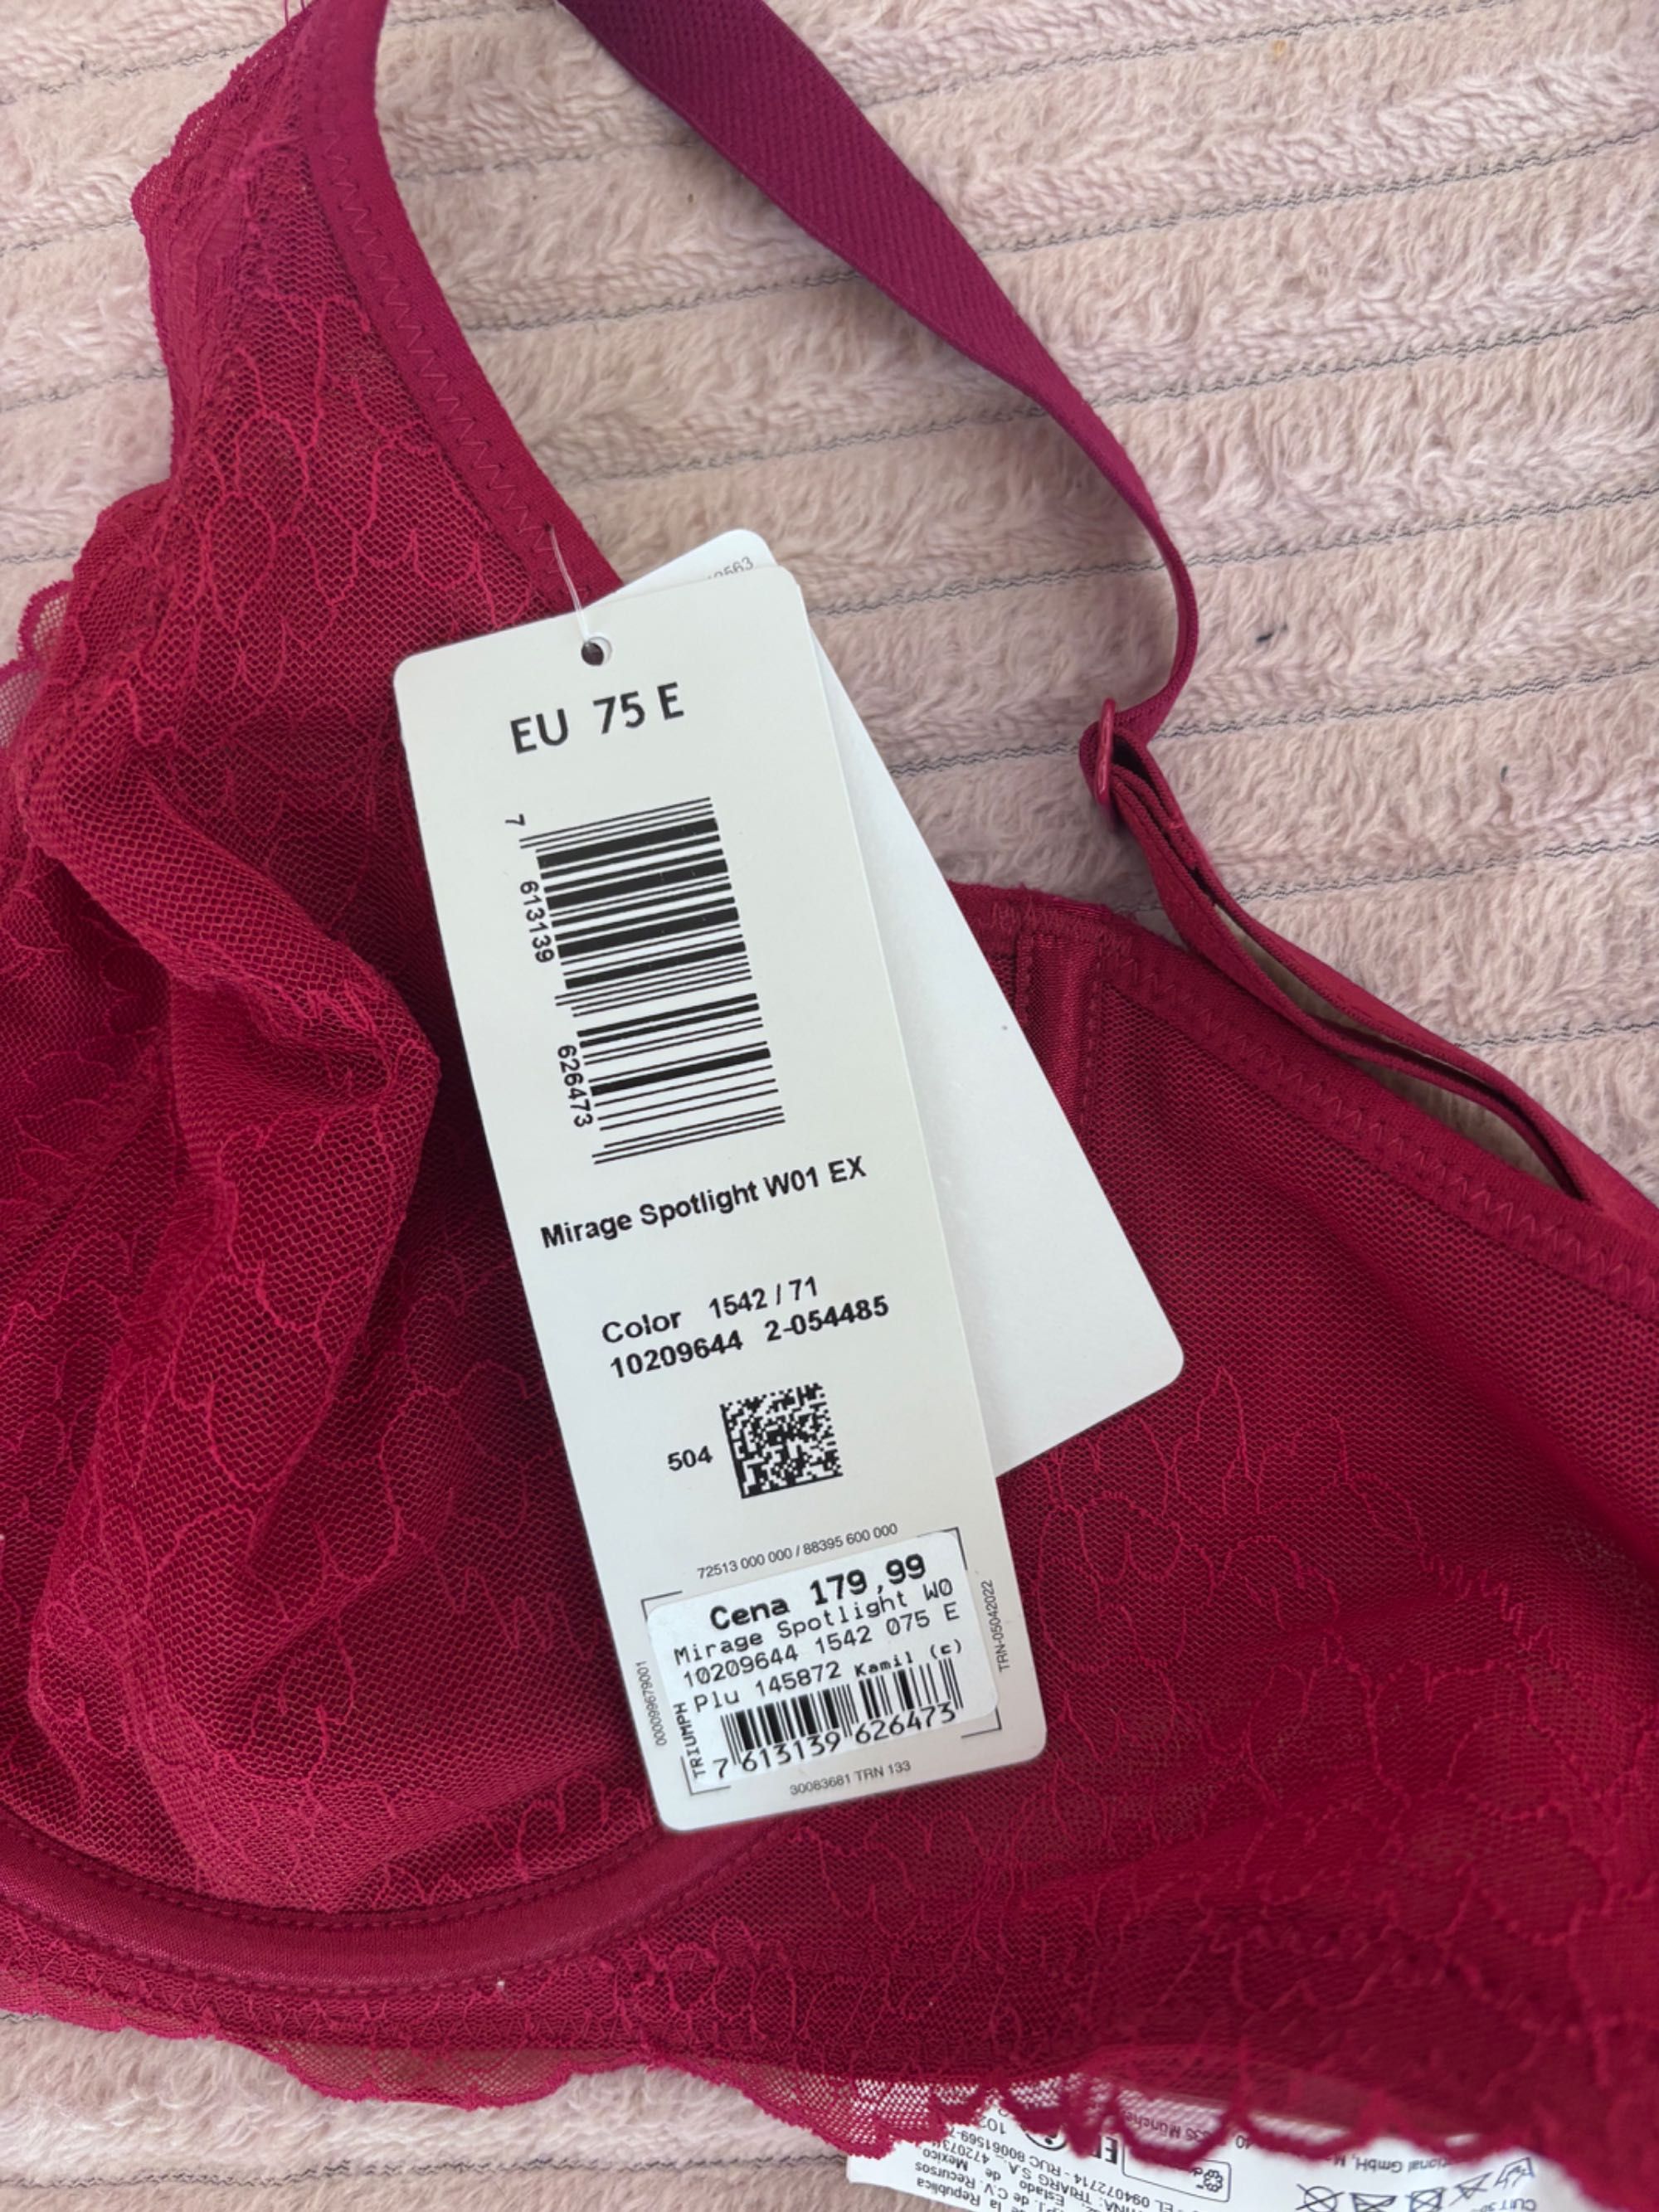 EU 75 E
7
613139
626473
Mirage Spotlight W01 EX
Color 1542 / 71
10209644 2-054485
504
72513 000 000 / 88395 600 000
Cena 179,99
Mirage Spotlight W0
10209644 1542 075 E
Plu 145872 Kamil (c)
TRIUMPH
7 613139 626473
00009679001
TRN-05042022
30083681 TRN 133